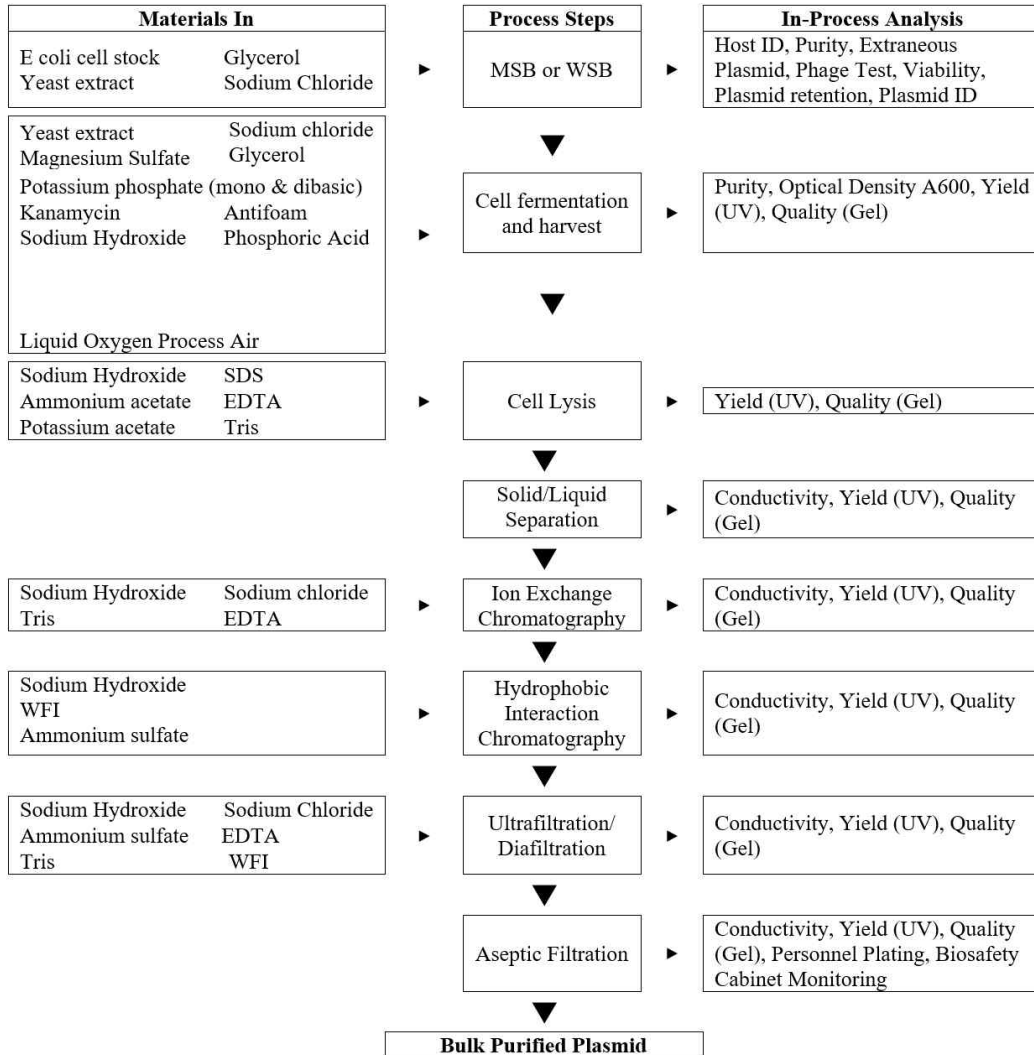 Materials In
Process Steps
In-Process Analysis
E coli cell stock Glycerol
Yeast extract Sodium Chloride
MSB or WSB
Host ID, Purity, Extraneous
Plasmid, Phage Test, Viability,
Plasmid retention, Plasmid ID
Yeast extract Sodium chloride
Magnesium Sulfate Glycerol
Potassium phosphate (mono & dibasic)
Kanamycin Antifoam
Sodium Hydroxide Phosphoric Acid
Liquid Oxygen Process Air
Cell fermentation
and harvest
Purity, Optical Density A600, Yield
(UV), Quality (Gel)
Sodium Hydroxide SDS
Ammonium acetate EDTA
Potassium acetate Tris
Cell Lysis
Yield (UV), Quality (Gel)
Solid/Liquid
Separation
Conductivity, Yield (UV), Quality
(Gel)
Sodium Hydroxide Sodium chloride
Tris EDTA
Ion Exchange
Chromatography
Conductivity, Yield (UV), Quality
(Gel)
Sodium Hydroxide
WFI
Ammonium sulfate
Hydrophobic
Interaction
Chromatography
Conductivity, Yield (UV), Quality
(Gel)
Sodium Hydroxide Sodium Chloride
Ammonium sulfate EDTA
Tris WFI
Ultrafiltration/
Diafiltration
Conductivity, Yield (UV), Quality
(Gel)
Aseptic Filtration
Conductivity, Yield (UV), Quality
(Gel), Personnel Plating, Biosafety
Cabinet Monitoring
Bulk Purified Plasmid